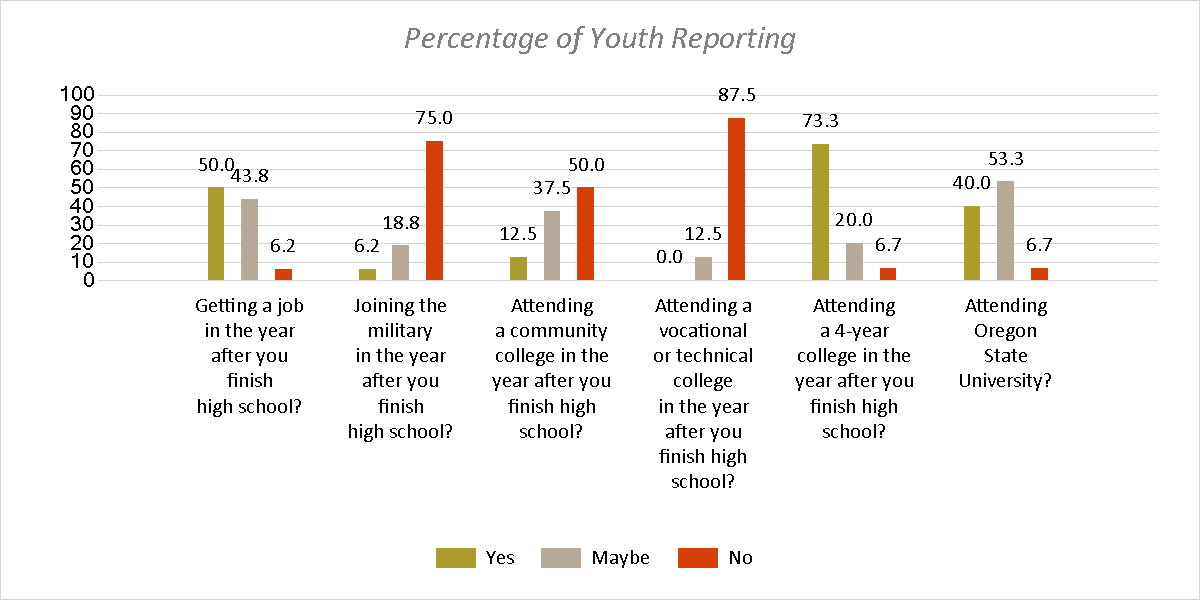 Percentage of Youth Reporting
100
90
80
70
60
50
40
30
20
10
0
50.0
43.8
6.2
6.2
18.8
75.0
12.5
37.5
50.0
0.0
12.5
87.5
73.3
20.0
6.7
40.0
53.3
6.7
Getting a job
in the year
after you
finish
high school?
Joining the
military
in the year
after you
finish
high school?
Attending
a community
college in the
year after you
finish high
school?
Attending a
vocational
or technical
college
in the year
after you
finish high
school?
Attending
a 4-year
college in the
year after you
finish high
school?
Attending
Oregon
State
University?
Yes
Maybe
No